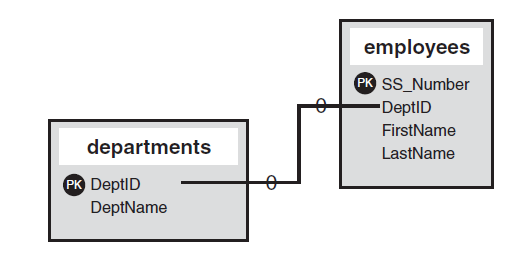 employees
PK SS_Number
DeptID
FirstName
LastName
0
departments
PK DeptID
DeptName
0